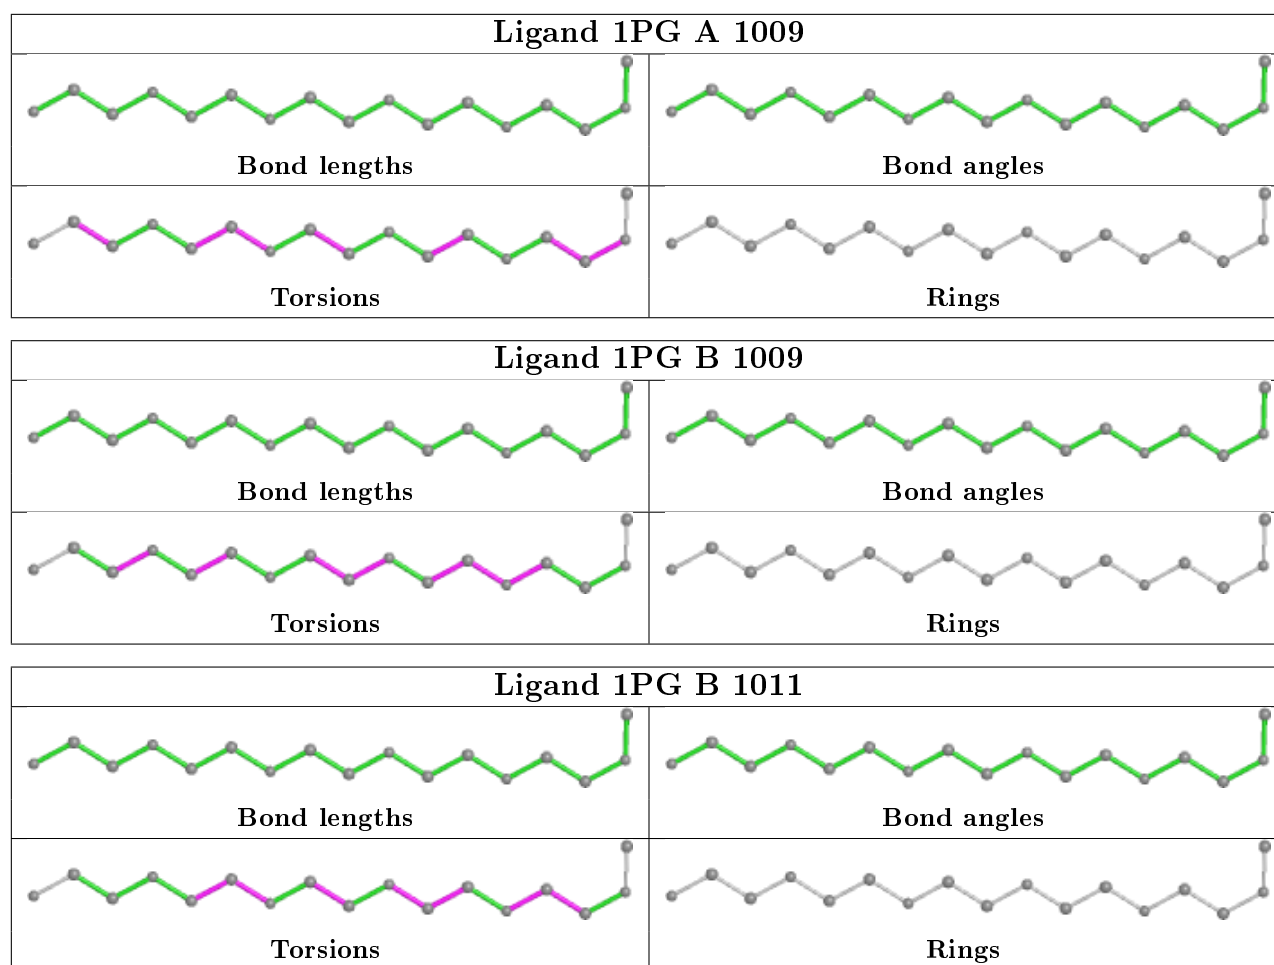 Ligand 1PG A 1009
Bond lengths Bond angles
Torsions Rings
Ligand 1PG B 1009
Bond lengths Bond angles
Torsions Rings
Ligand 1PG B 1011
Bond lengths Bond angles
Torsions Rings